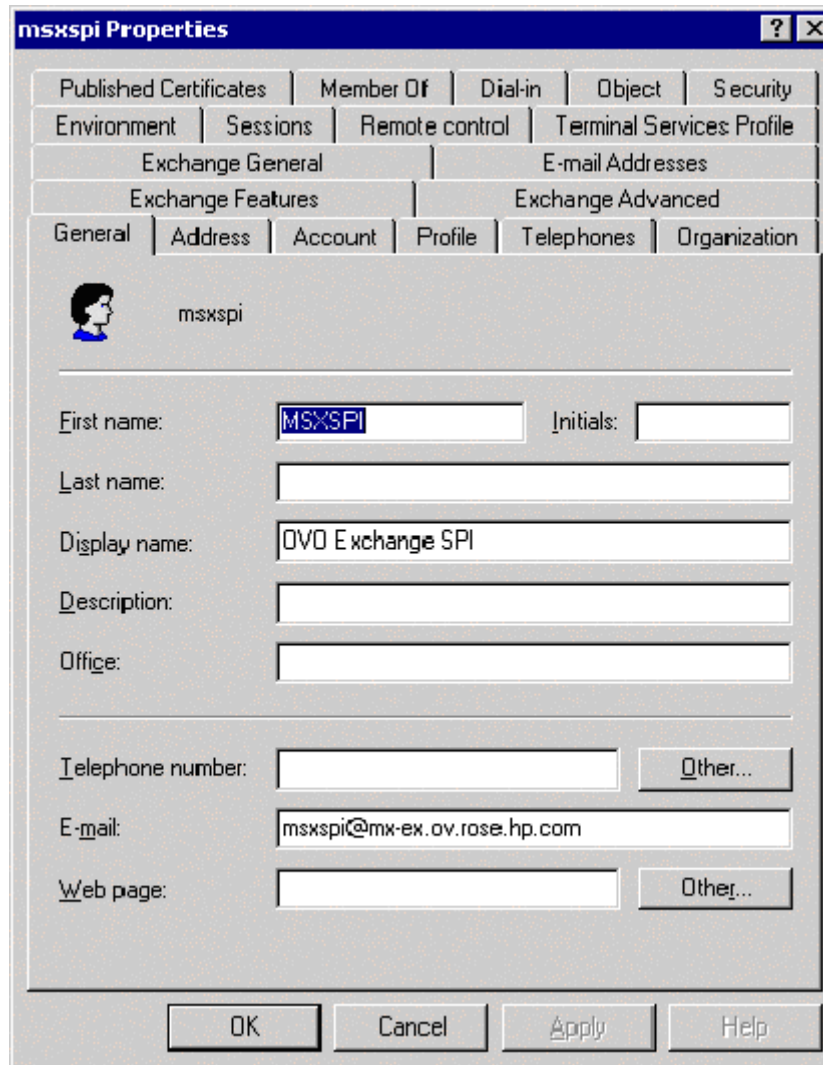 msxspi Properties
Published Certificates Member Of Dial-in Object Security
Environment Sessions Remote control Terminal Services Profile
Exchange General E-mail Addresses
Exchange Features Exchange Advanced
General Address Account Profile Telephones Organization
msxspi
First name: MSXSPI Initials:
Last name:
Display name: OVO Exchange SPI
Description:
Office:
Telephone number: Other...
E-mail: msxspi@mx-ex.ov.rose.hp.com
Web page: Other...
OK Cancel Apply Help